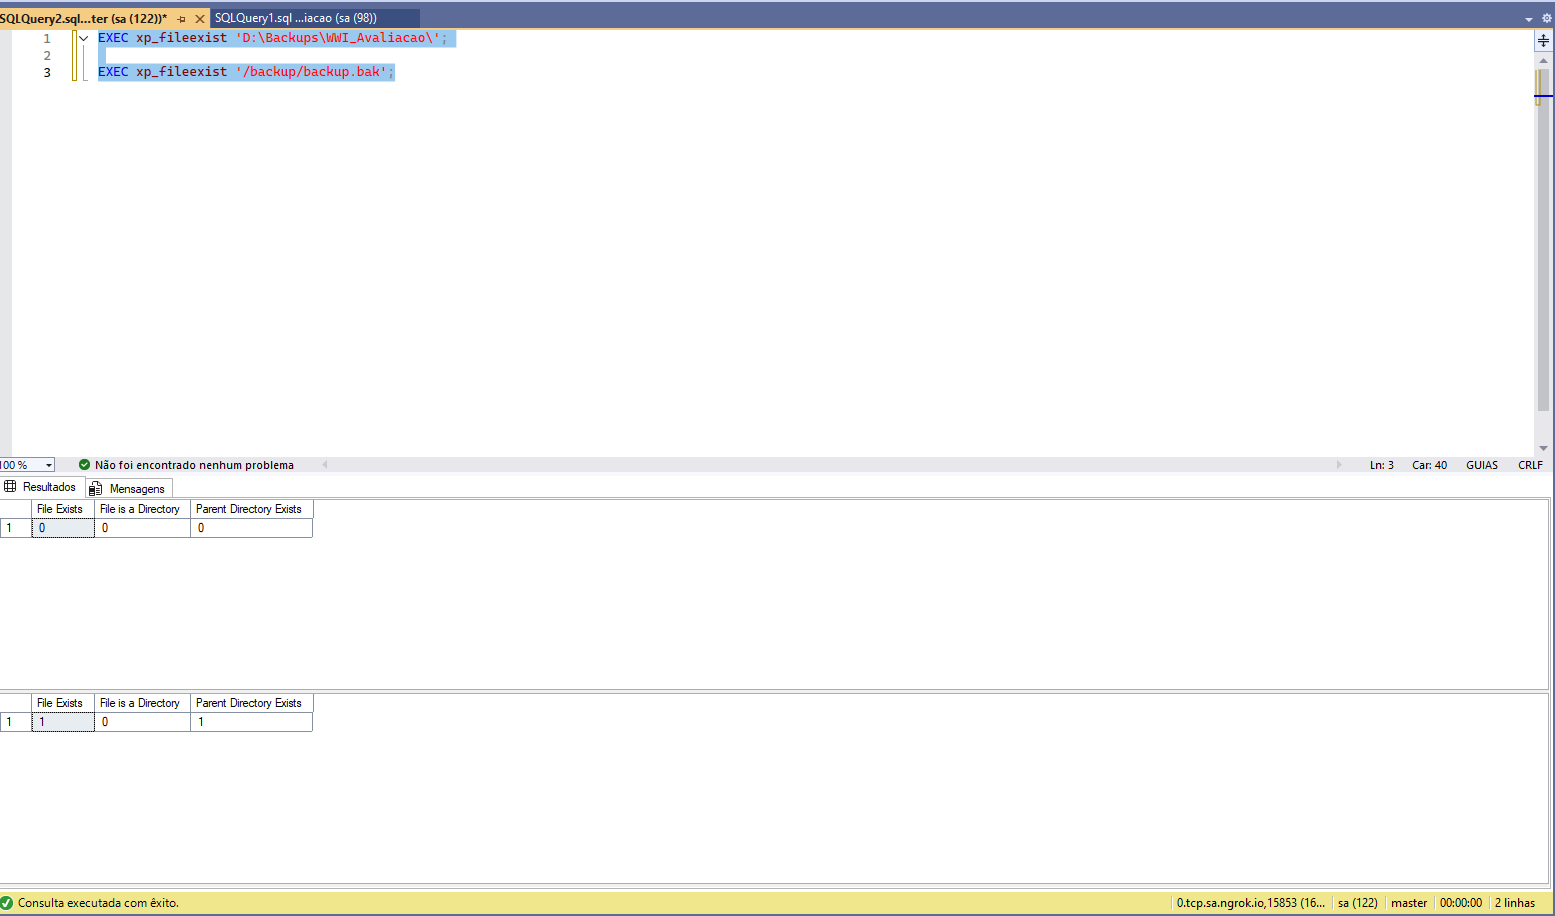 SQLQuery2.sql...ter (sa (122))* SQLQuery1.sql ...iacao (sa (98))
1 EXEC xp_fileexist 'D:\Backups\WWI_Avaliacao\';
2
3 EXEC xp_fileexist '/backup/backup.bak';
100 % Não foi encontrado nenhum problema Ln: 3 Car: 40 GUIAS CRLF
Resultados Mensagens
File Exists File is a Directory Parent Directory Exists
1 0 0 0
File Exists File is a Directory Parent Directory Exists
1 1 0 1
Consulta executada com êxito. 0.tcp.sa.ngrok.io,15853 (16... sa (122) master 00:00:00 2 linhas